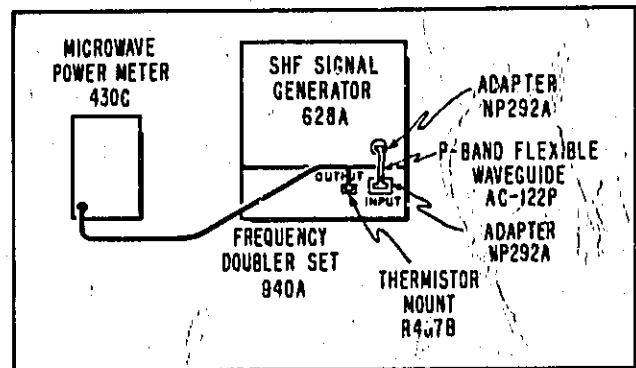 MICROWAVE
POWER METER
430C
SHF SIGNAL
GENERATOR
628A
ADAPTER
NP292A
P-BAND FLEXIBLE
WAVEGUIDE
AC-122P
ADAPTER
NP292A
OUTPUT
INPUT
FREQUENCY
DOUBLER SET
940A
THERMISTOR
MOUNT